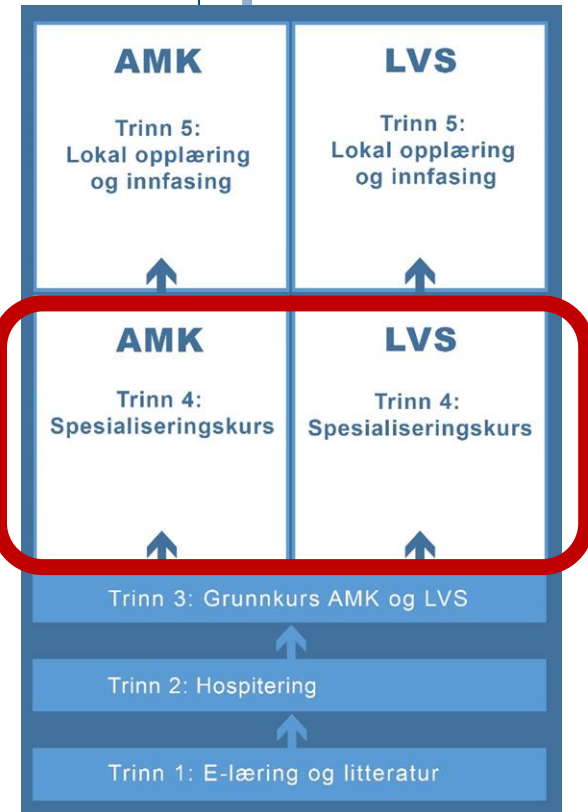 AMK
Trinn 5:
Lokal opplæring
og innfasing
LVS
Trinn 5:
Lokal opplæring
og innfasing
AMK
Trinn 4:
Spesialiseringskurs
LVS
Trinn 4:
Spesialiseringskurs
Trinn 3: Grunnkurs AMK og LVS
Trinn 2: Hospitering
Trinn 1: E-læring og litteratur